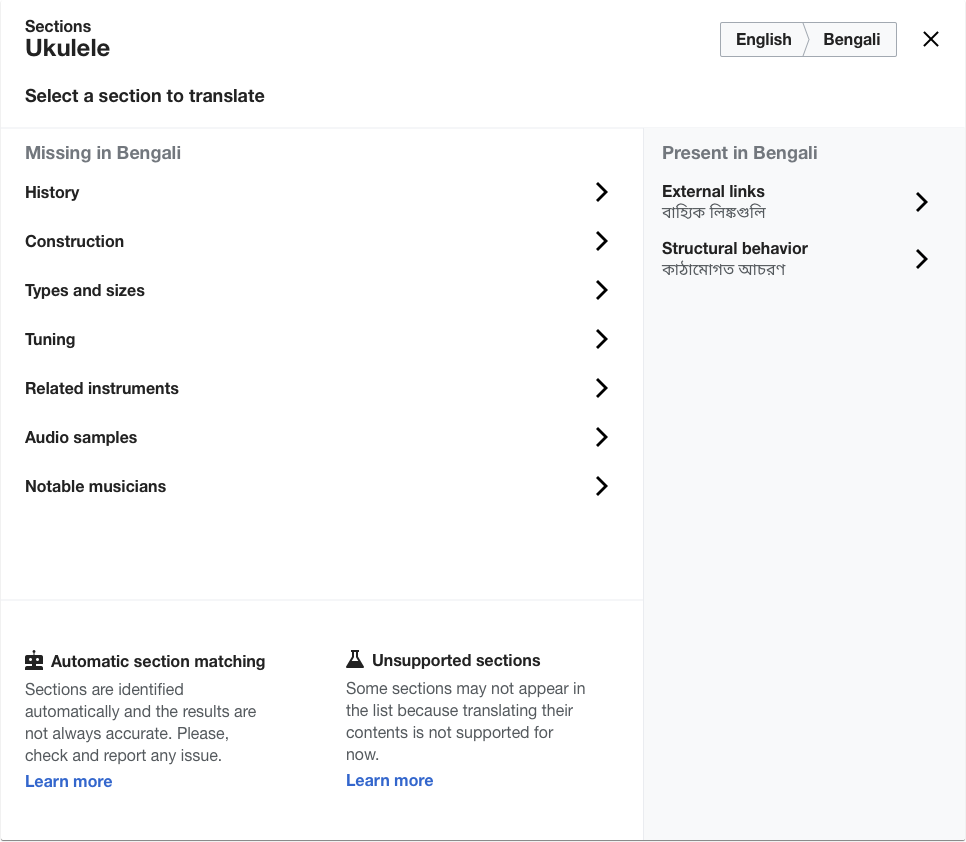 Sections
Ukulele
English
Bengali
Select a section to translate
Missing in Bengali
History
Construction
Types and sizes
Tuning
Related instruments
Audio samples
Notable musicians
Present in Bengali
External links
বাহ্যিক লিঙ্কগুলি
Structural behavior
কাঠামোগত আচরণ
Automatic section matching
Sections are identified
automatically and the results are
not always accurate. Please,
check and report any issue.
Learn more
Unsupported sections
Some sections may not appear in
the list because translating their
contents is not supported for
now.
Learn more